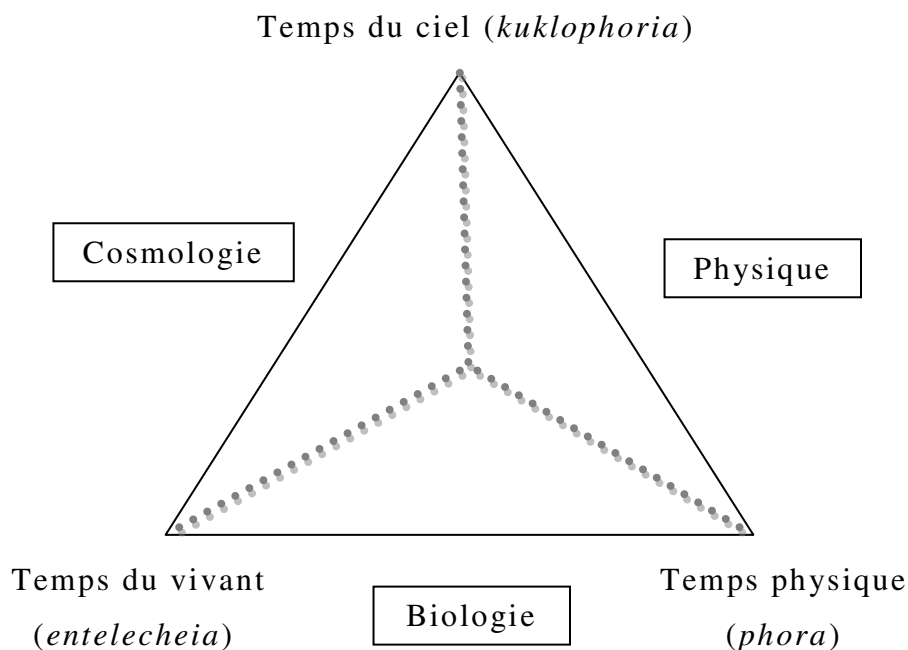 Temps du ciel (kuklophoria)
Cosmologie
Physique
Temps du vivant
(entelecheia)
Biologie
Temps physique
(phora)